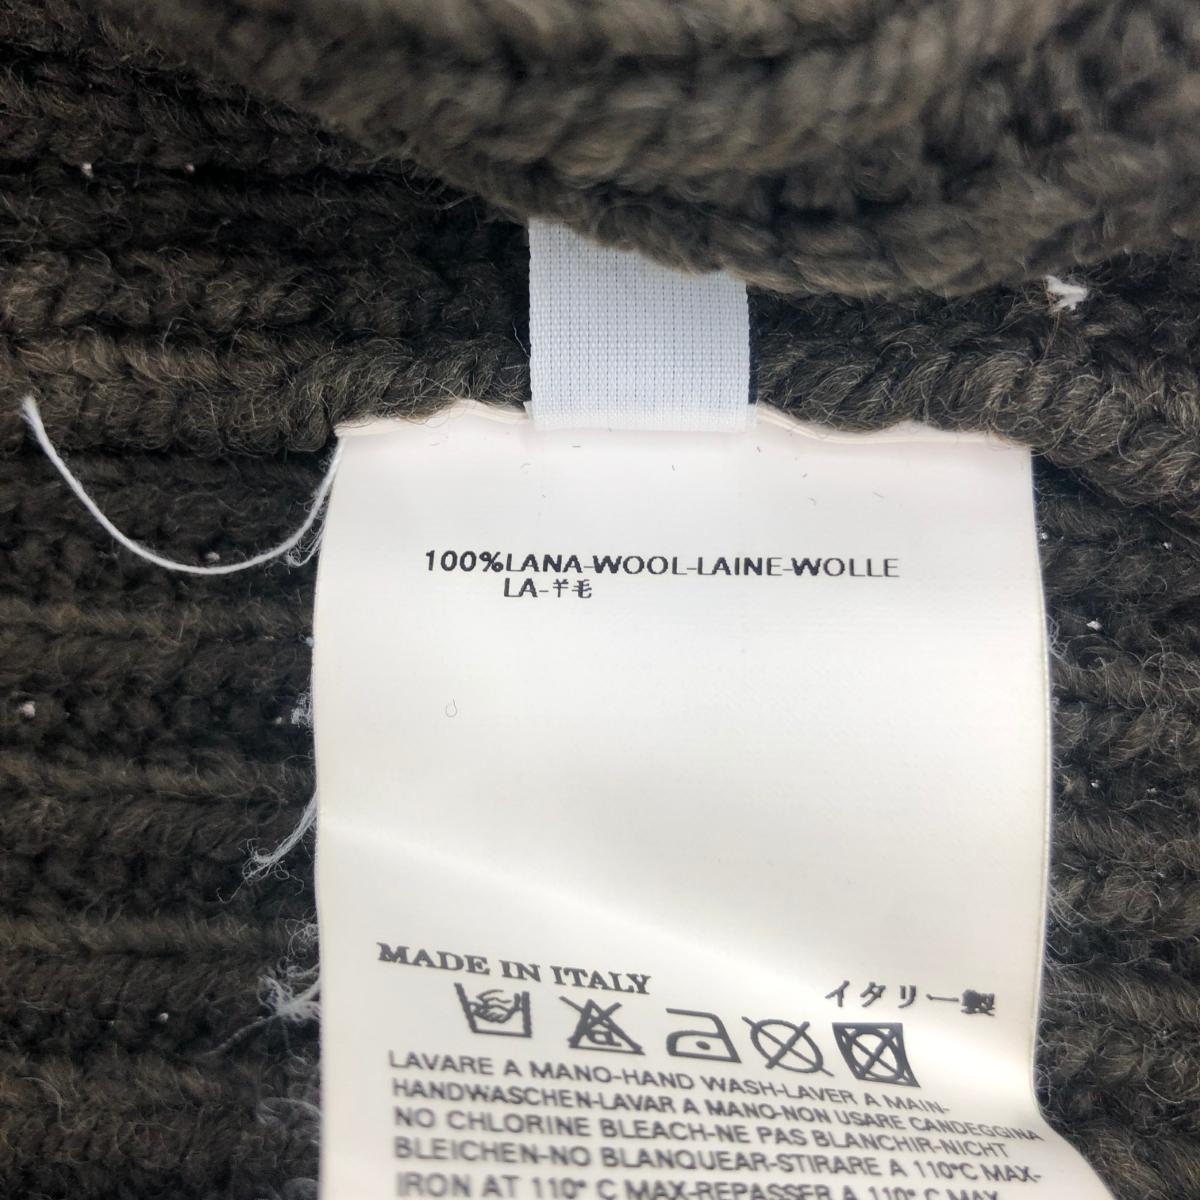 100%LANA-WOOL-LAINE-WOLLE
LA-羊毛
MADE IN ITALY
イタリー製
LAVARE A MANO-HAND WASH-LAVER A MAIN-
HANDWASCHEN-LAVAR A MANO-NON USARE CANDEGGINA
NO CHLORINE BLEACH-NE PAS BLANCHIR-NICHT
BLEICHEN-NO BLANQUEAR-STIRARE A 110°C MAX-
IRON AT 110° C MAX-REPASSER A 110° C MAX-